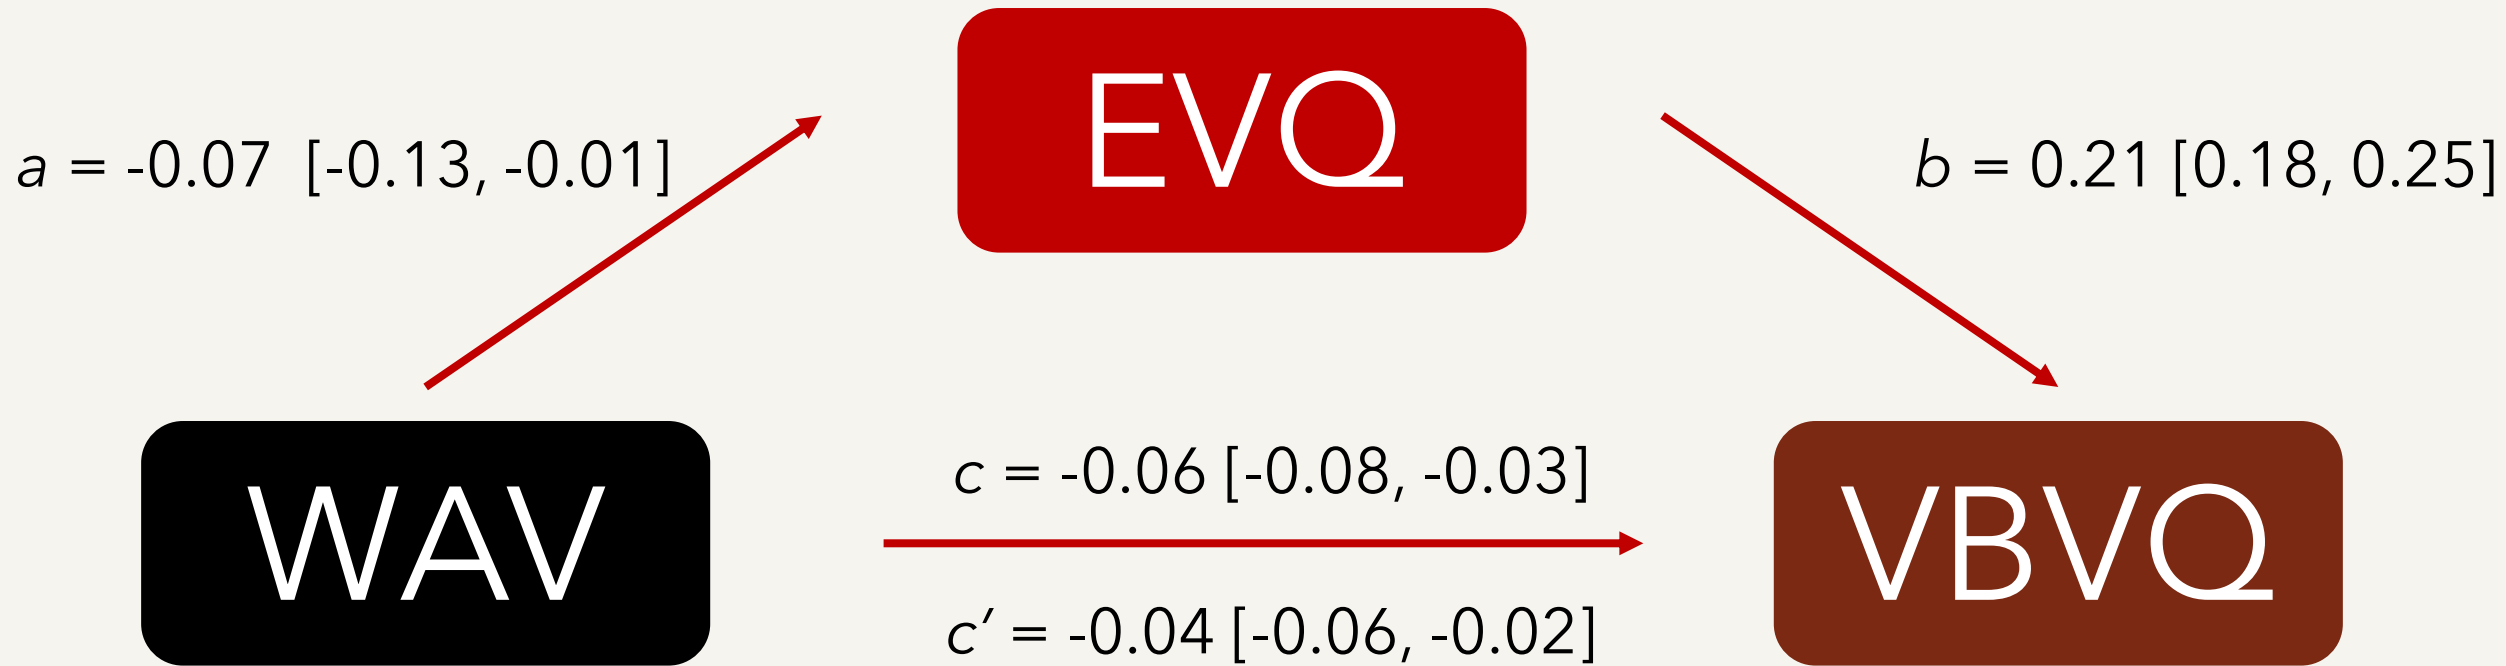 EVQ
a = -0.07 [-0.13, -0.01]
b = 0.21 [0.18, 0.25]
c = -0.06 [-0.08, -0.03]
WAV
VBVQ
c′ = -0.04 [-0.06, -0.02]